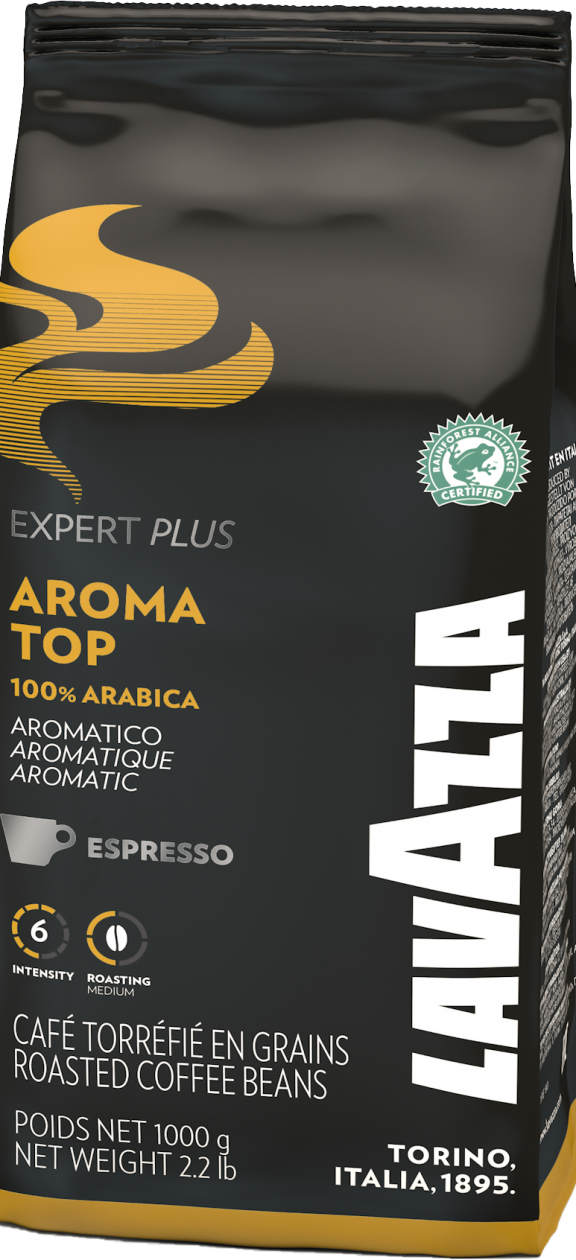 RAINFOREST ALLIANCE
CERTIFIED
EXPERT PLUS
AROMA
TOP
100% ARABICA
AROMATICO
AROMATIQUE
AROMATIC
ESPRESSO
6
INTENSITY
ROASTING
MEDIUM
CAFÉ TORRÉFIÉ EN GRAINS
ROASTED COFFEE BEANS
POIDS NET 1000 g
NET WEIGHT 2.2 lb
LAVAZZA
TORINO,
ITALIA, 1895.